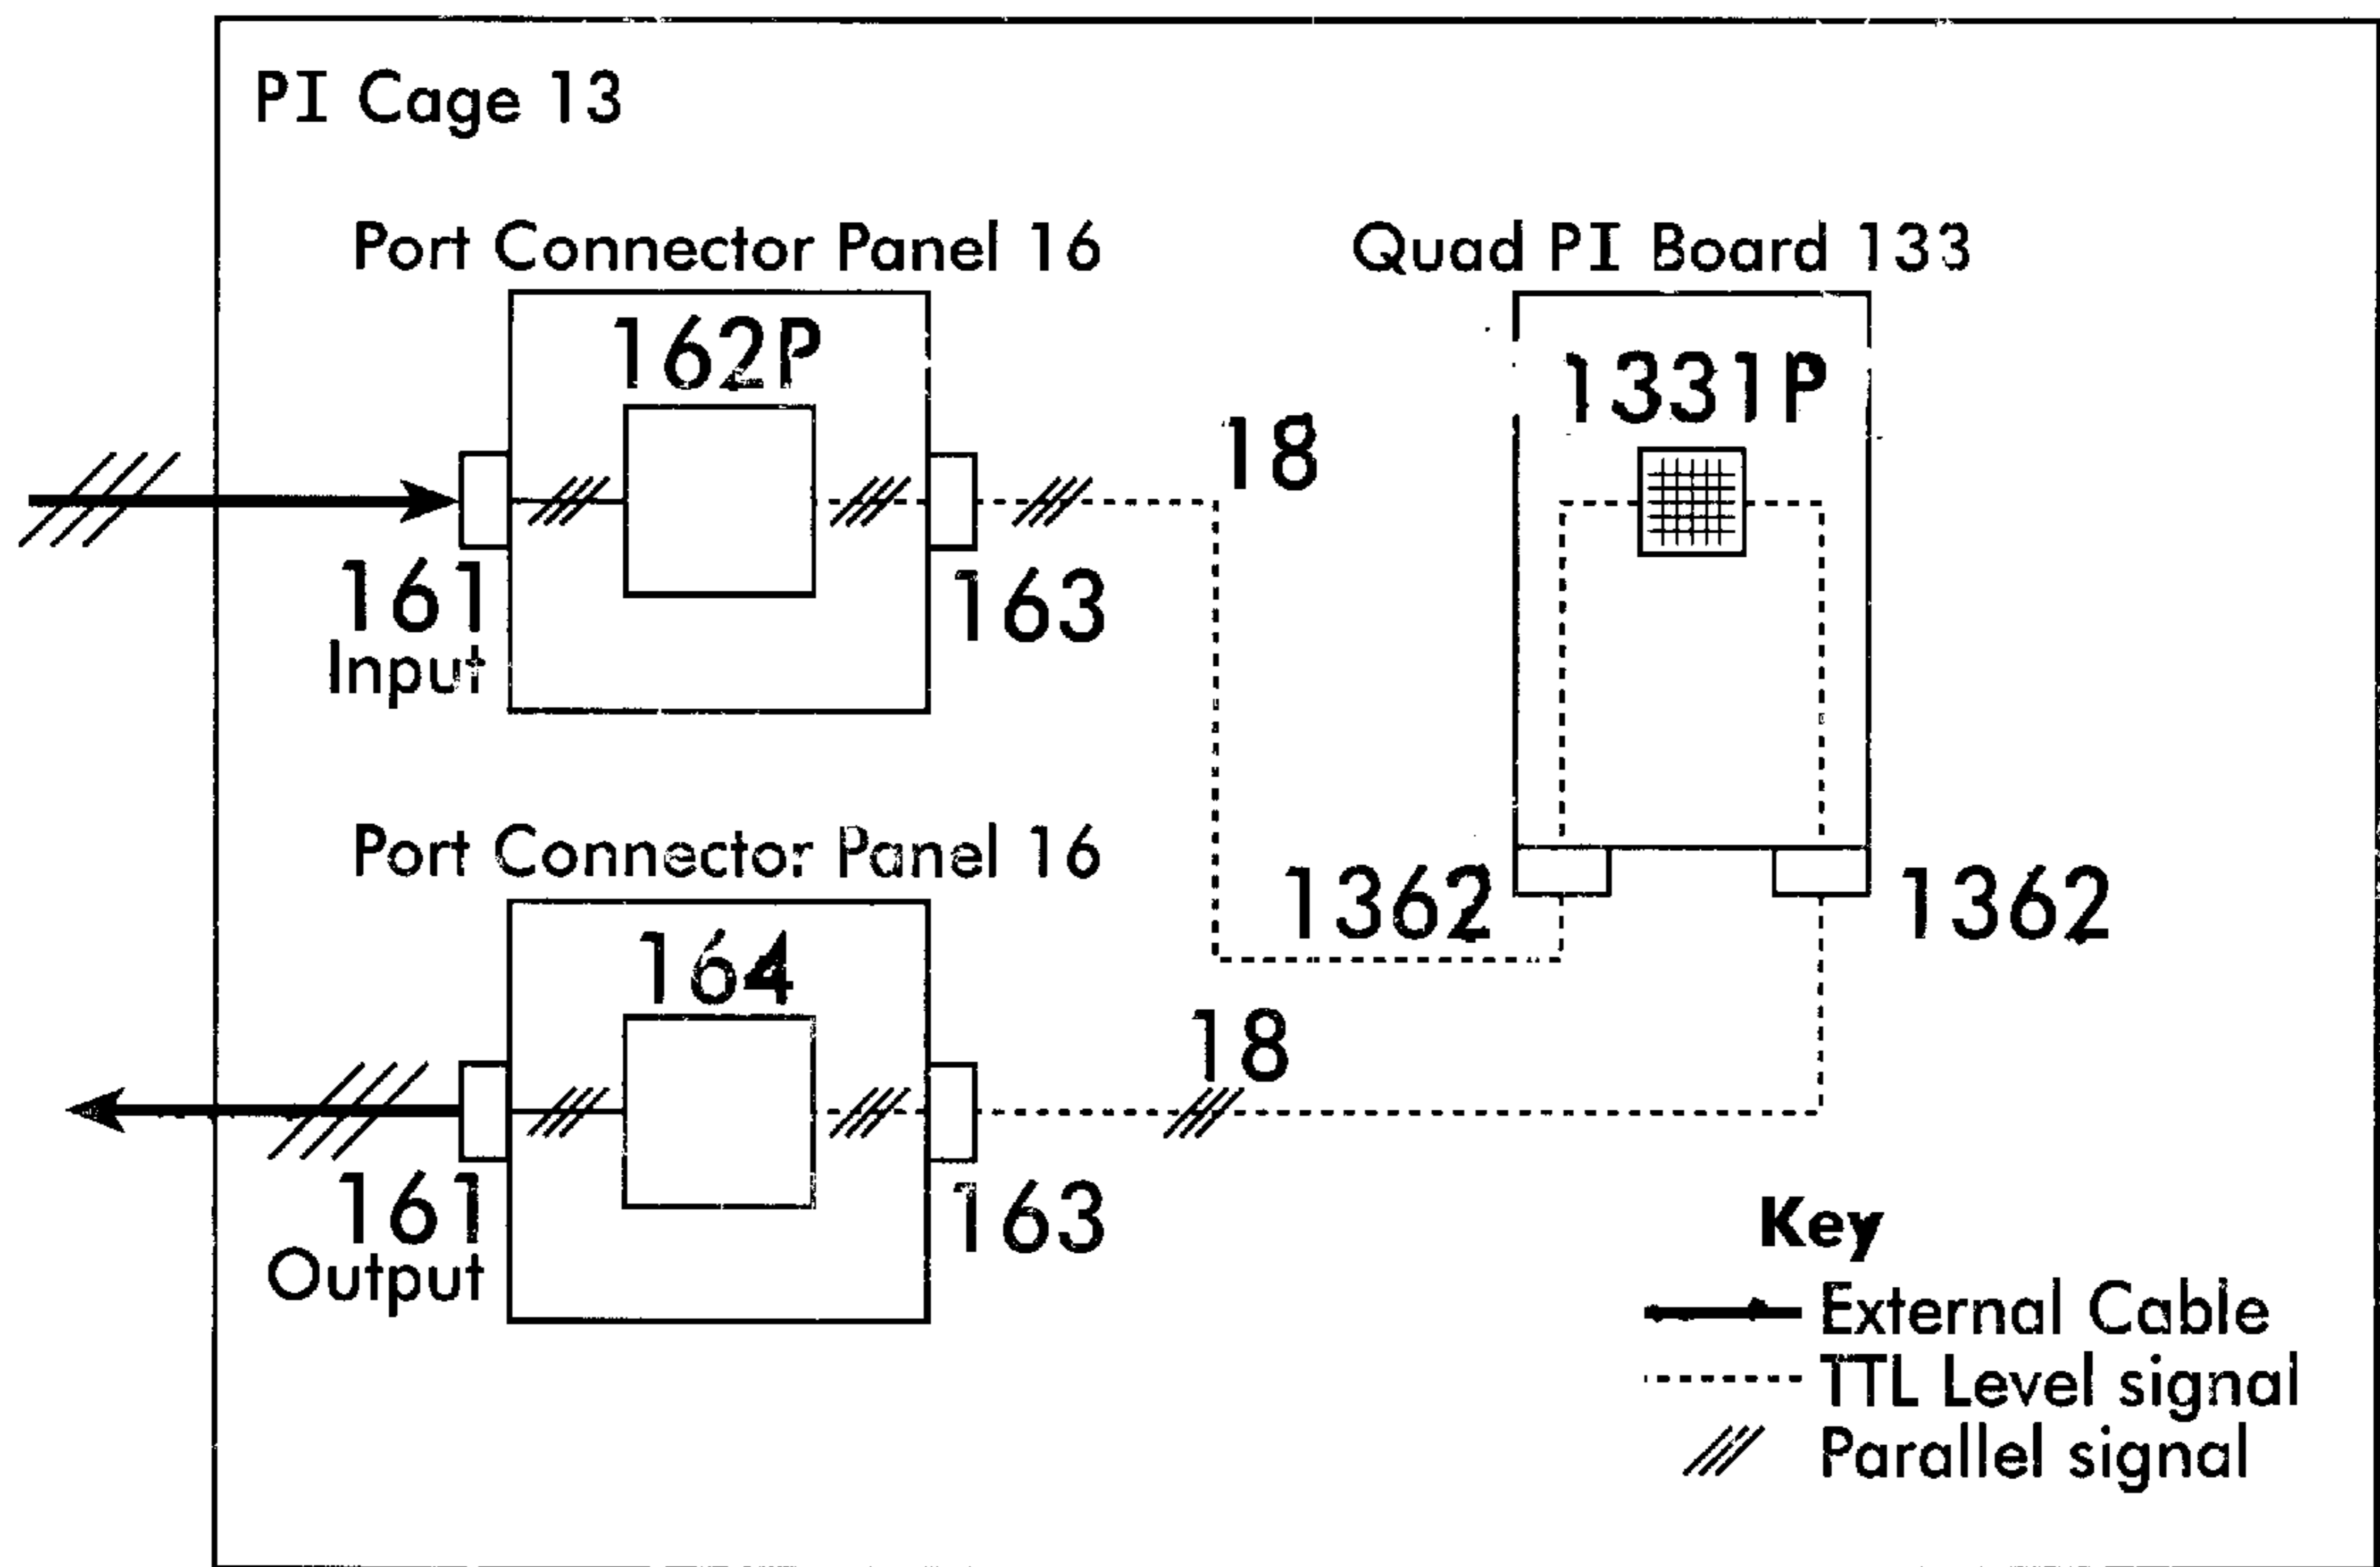 PI Cage 13
Port Connector Panel 16
Quad PI Board 133
162P
1331P
18
161
Input
163
Port Connector Panel 16
1362
1362
164
18
161
Output
163
Key
External Cable
TTL Level signal
Parallel signal